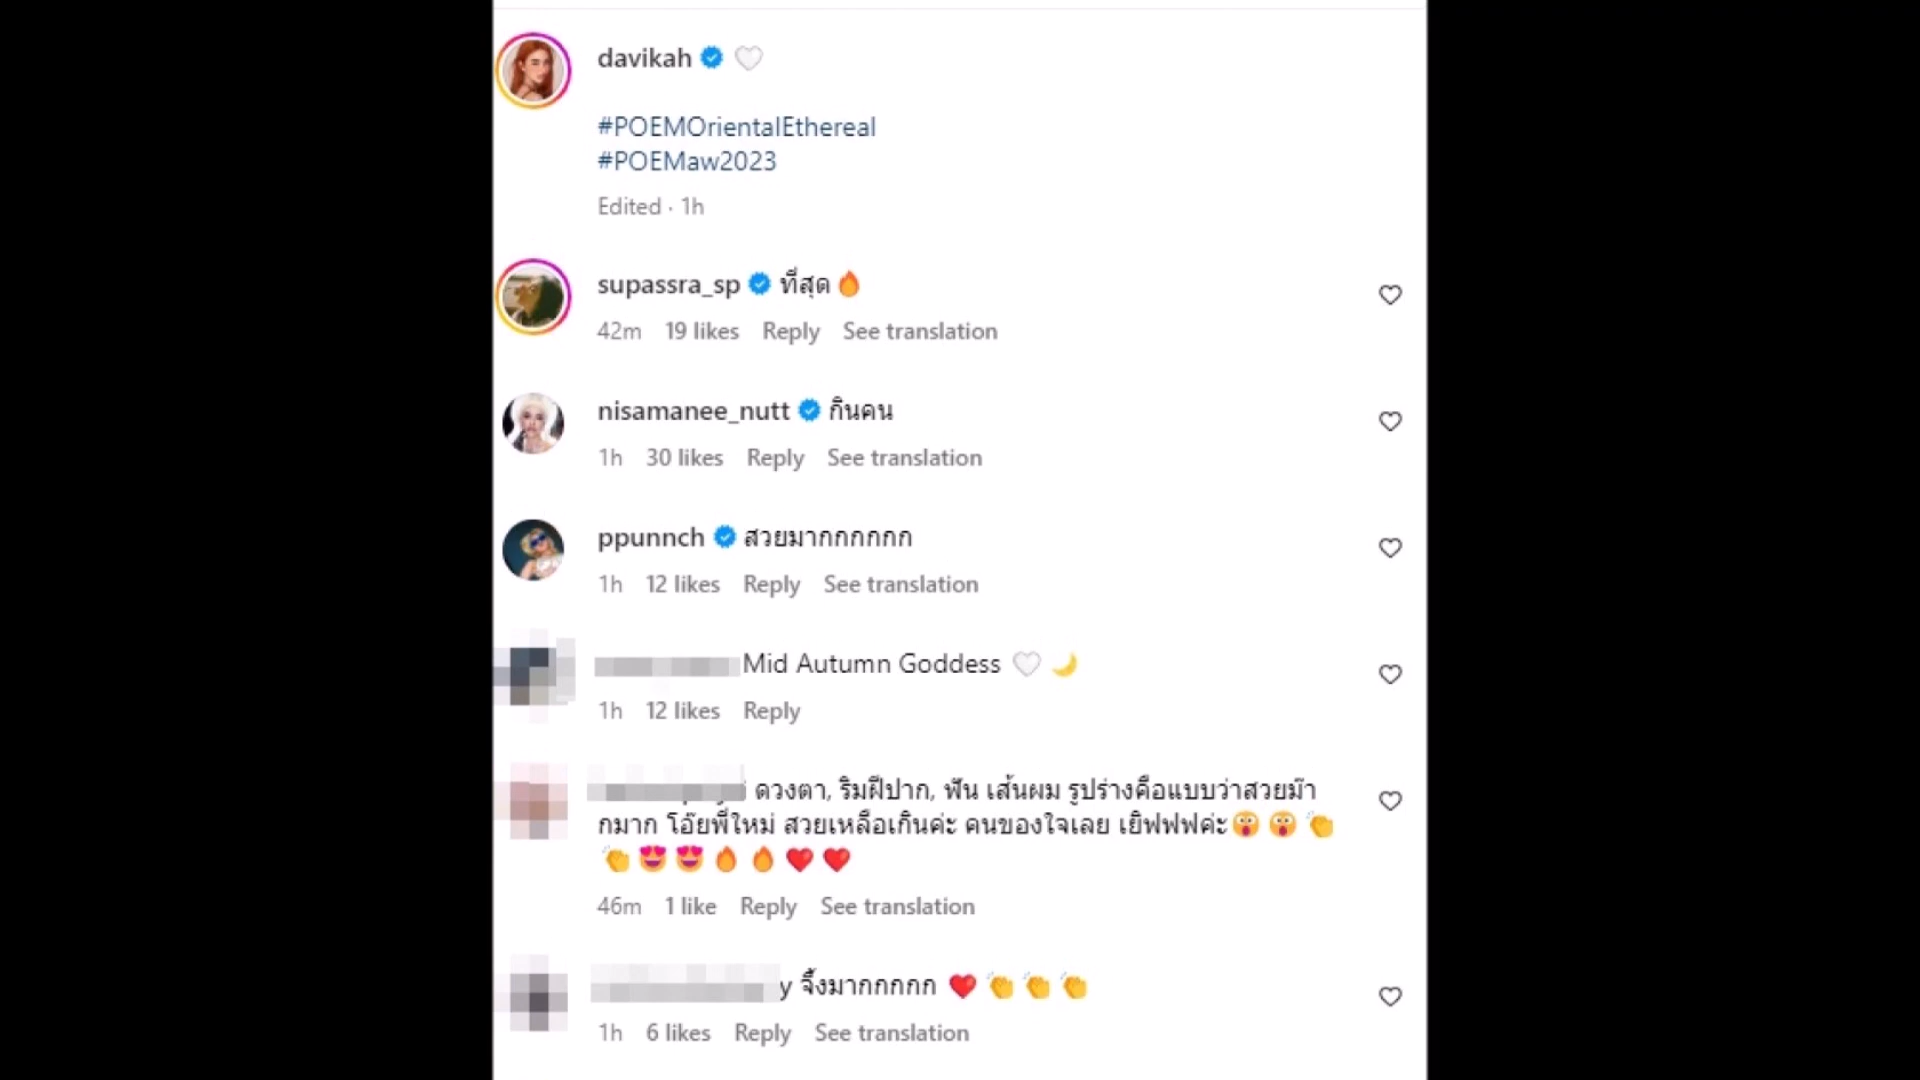 davikah 🤍
#POEMOrientalEthereal
#POEMaw2023
Edited · 1h
supassra_sp ที่สุด🔥
42m 19 likes Reply See translation
nisamanee_nutt กินคน
1h 30 likes Reply See translation
ppunnch สวยมากกกกกก
1h 12 likes Reply See translation
Mid Autumn Goddess 🤍 🌙
1h 12 likes Reply
ดวงตา, ริมฝีปาก, ฟัน เส้นผม รูปร่างคือแบบว่าสวยม๊า
กมาก โอ๊ยพี่ใหม่ สวยเหลือเกินค่ะ คนของใจเลย เยิฟฟฟค่ะ😲 😲 👏
👏 😍 😍 🔥 🔥 ❤️ ❤️
46m 1 like Reply See translation
y จึ้งมากกกกก ❤️ 👏 👏 👏
1h 6 likes Reply See translation